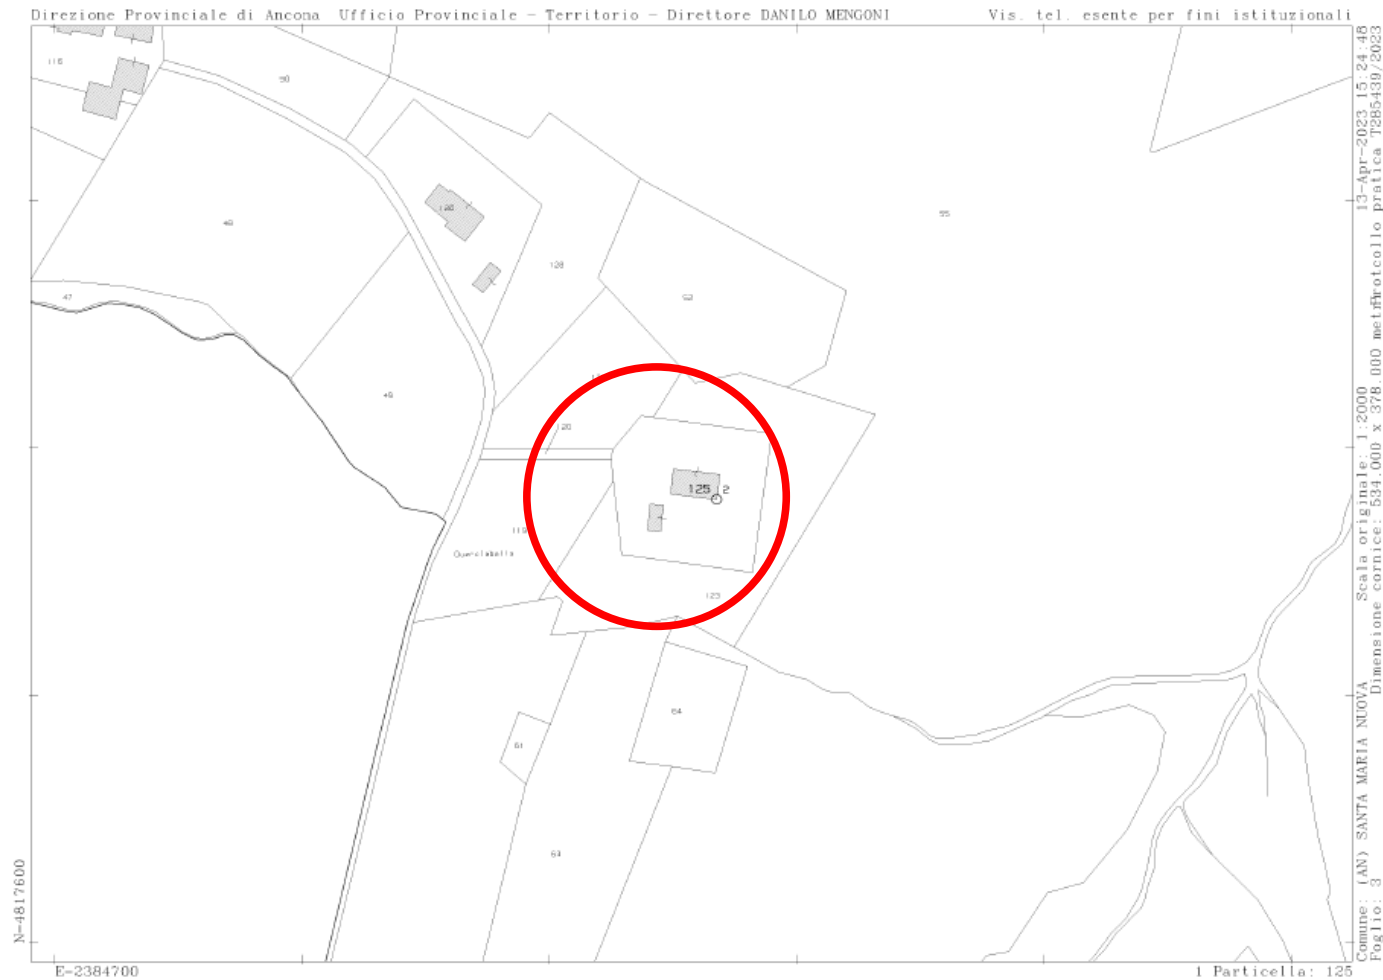 Direzione Provinciale di Ancona Ufficio Provinciale - Territorio - Direttore DANILO MENGONI
Vis. tel. esente per fini istituzionali
116
90
126
48
128
95
47
92
49
120
125
2
119
Querciabella
123
64
61
63
N-4817600
E-2384700
1 Particella: 125
13-Apr-2023 15:24:48
Protocollo pratica T285439/2023
Scala originale: 1:2000
Dimensione cornice: 534.000 x 378.000 metri
Comune: (AN) SANTA MARIA NUOVA
Foglio: 3